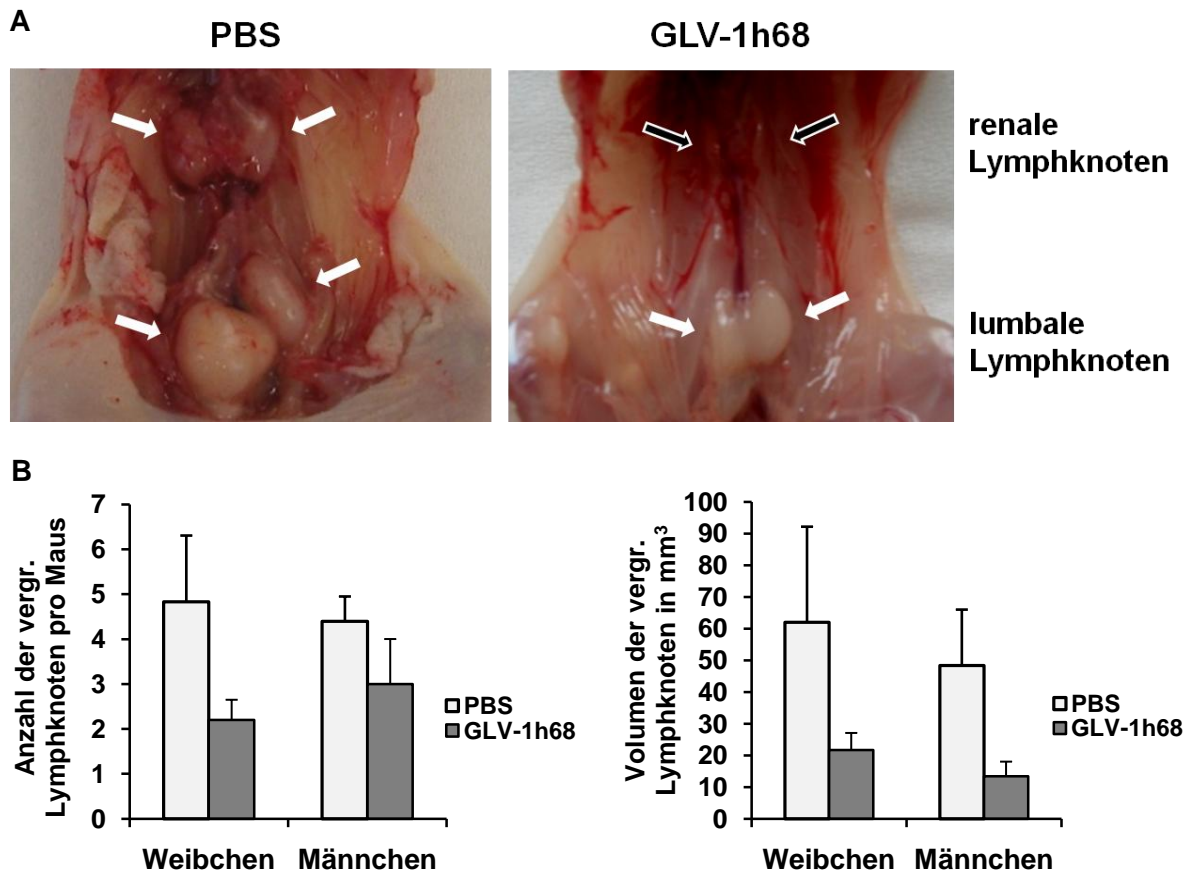 A
PBS
GLV-1h68
renale
Lymphknoten
lumbale
Lymphknoten
B
Anzahl der vergr.
Lymphknoten pro Maus
7
6
5
4
3
2
1
0
Weibchen
Männchen
PBS
GLV-1h68
Volumen der vergr.
Lymphknoten in mm³
100
90
80
70
60
50
40
30
20
10
0
Weibchen
Männchen
PBS
GLV-1h68